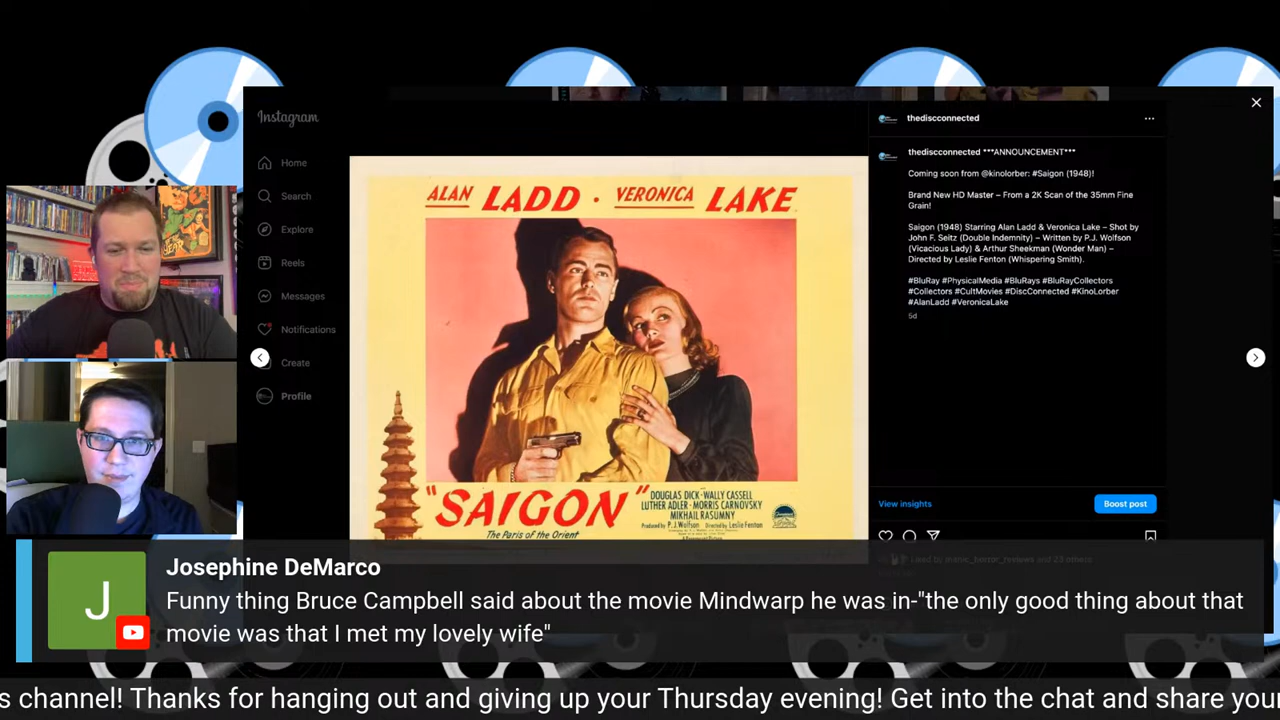 Instagram
Home
Search
Explore
Reels
Messages
Notifications
Create
Profile
ALAN LADD · VERONICA LAKE
"SAIGON"
The Paris of the Orient
DOUGLAS DICK · WALLY CASSELL
LUTHER ADLER · MORRIS CARNOVSKY
MIKHAIL RASUMNY
Produced by P.J. Wolfson Directed by Leslie Fenton
thediscconnected
thediscconnected ***ANNOUNCEMENT***
Coming soon from @kinolorber: #Saigon (1948)!
Brand New HD Master – From a 2K Scan of the 35mm Fine
Grain!
Saigon (1948) Starring Alan Ladd & Veronica Lake – Shot by
John F. Seitz (Double Indemnity) – Written by P.J. Wolfson
(Vicacious Lady) & Arthur Sheekman (Wonder Man) –
Directed by Leslie Fenton (Whispering Smith).
#BluRay #PhysicalMedia #BluRays #BluRayCollectors
#Collectors #CultMovies #DiscConnected #KinoLorber
#AlanLadd #VeronicaLake
5d
View insights
Boost post
J
Josephine DeMarco
Funny thing Bruce Campbell said about the movie Mindwarp he was in-"the only good thing about that
movie was that I met my lovely wife"
s channel! Thanks for hanging out and giving up your Thursday evening! Get into the chat and share your